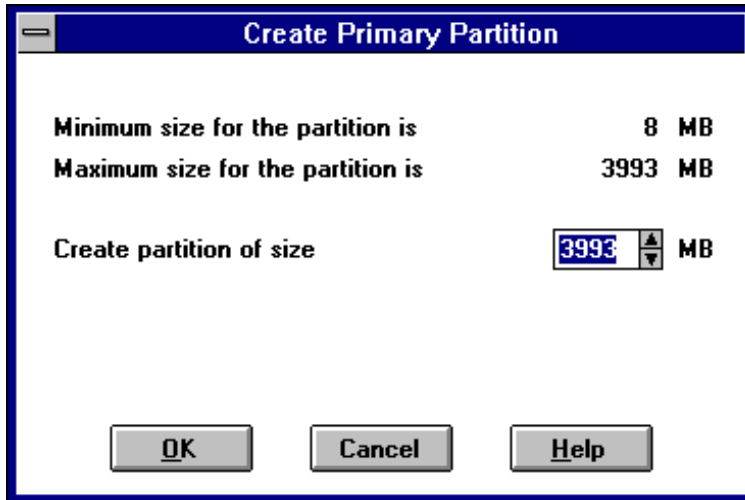 Create Primary Partition
Minimum size for the partition is 8 MB
Maximum size for the partition is 3993 MB
Create partition of size 3993 MB
OK Cancel Help